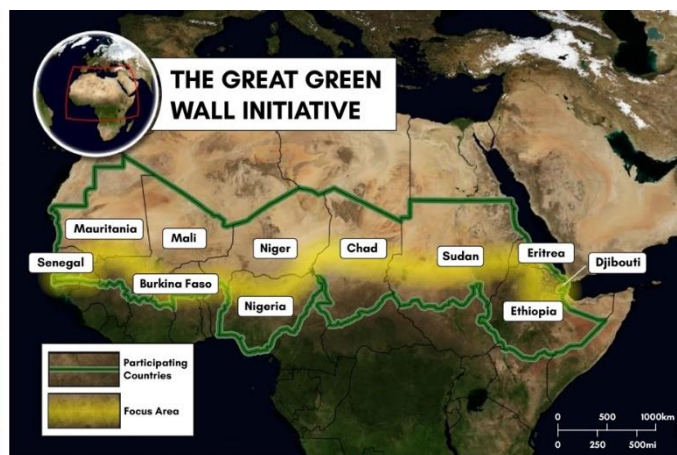 THE GREAT GREEN
WALL INITIATIVE
Mauritania
Mali
Niger
Chad
Sudan
Eritrea
Djibouti
Senegal
Burkina Faso
Nigeria
Ethiopia
Participating
Countries
Focus Area
0 500 1000km
0 250 500mi